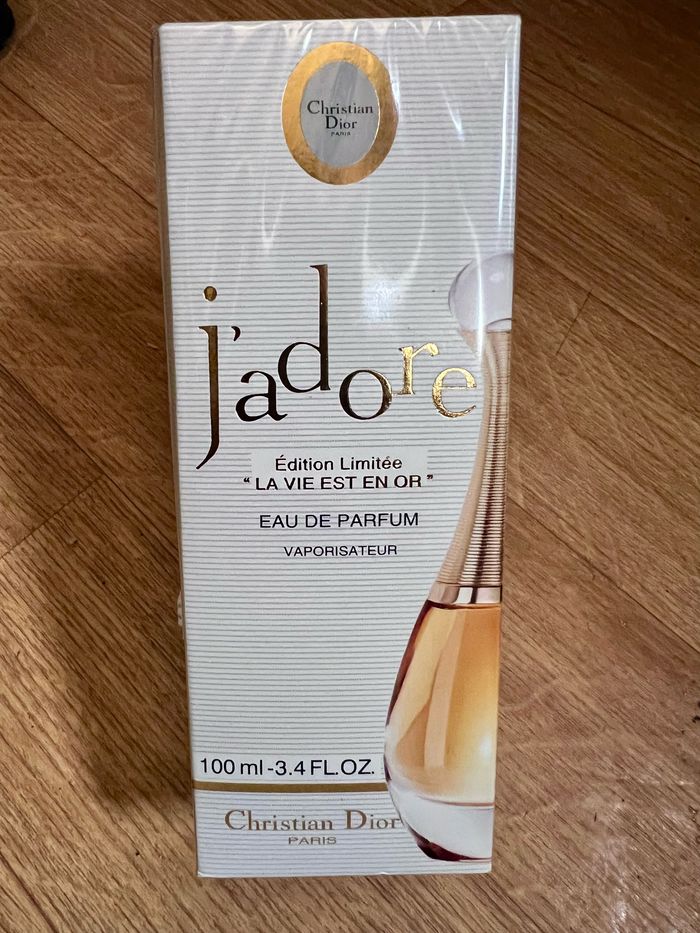 Christian
Dior
PARIS
j'adore
Édition Limitée
" LA VIE EST EN OR "
EAU DE PARFUM
VAPORISATEUR
100 ml -3.4 FL.OZ.
Christian Dior
PARIS